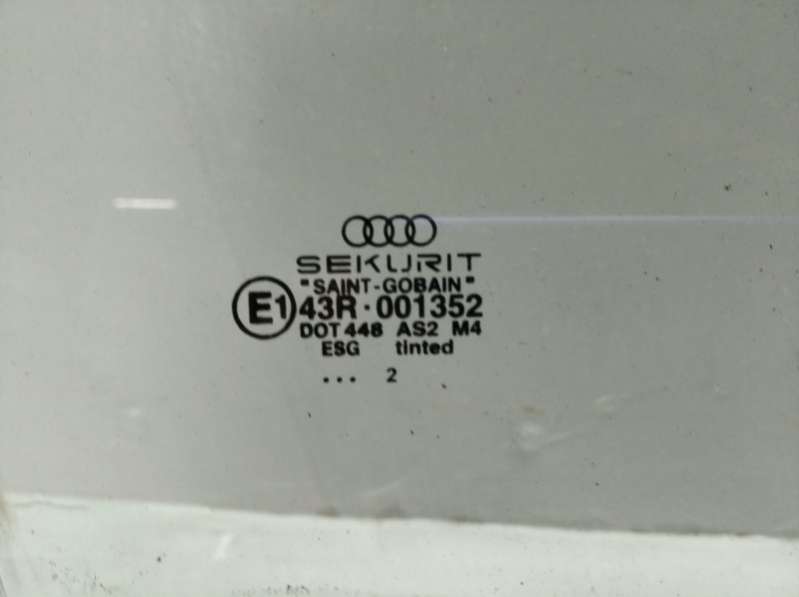 SEKURIT
"SAINT-GOBAIN"
E1 43R·001352
DOT 448 AS2 M4
ESG tinted
... 2